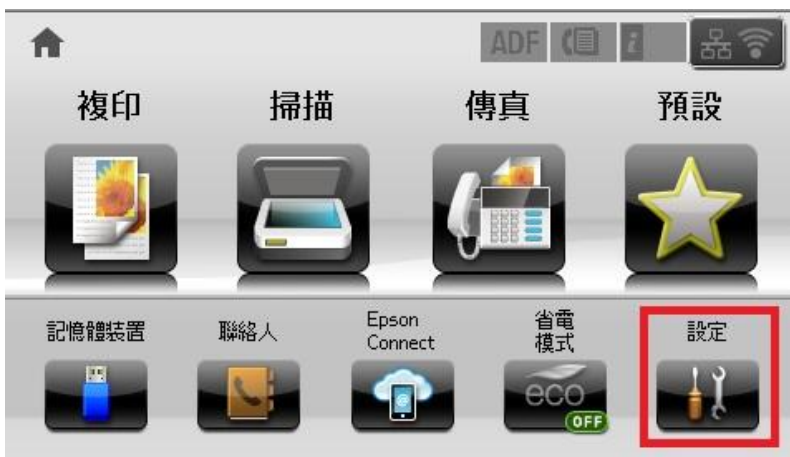 ADF i
複印 掃描 傳真 預設
記憶體裝置 聯絡人 Epson Connect 省電模式 設定
@
eco
OFF